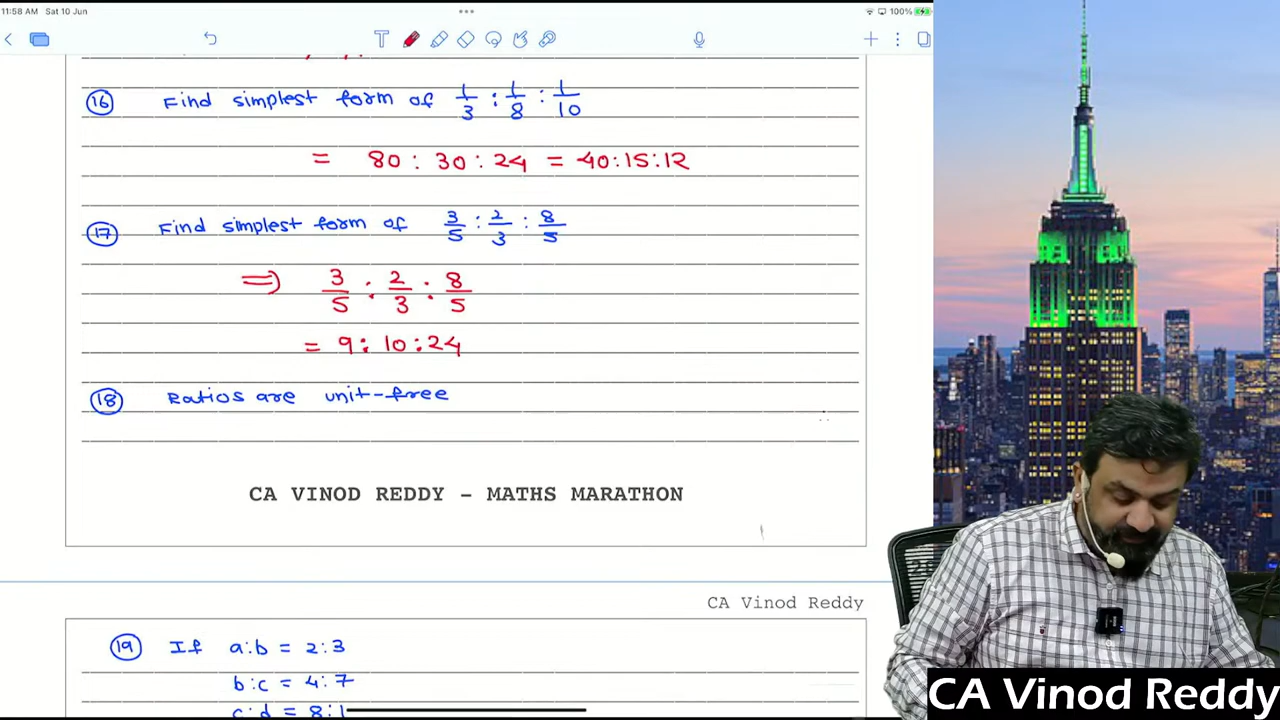 11:58 AM Sat 10 Jun
100%
16 Find simplest form of 1/3 : 1/8 : 1/10
= 80 : 30 : 24 = 40:15:12
17 Find simplest form of 3/5 : 2/3 : 8/5
⇒ 3/5 : 2/3 : 8/5
= 9 : 10 : 24
18 Ratios are unit-free
CA VINOD REDDY - MATHS MARATHON
CA Vinod Reddy
19 If a:b = 2:3
b:c = 4:7
c:d = 8:1
CA Vinod Reddy